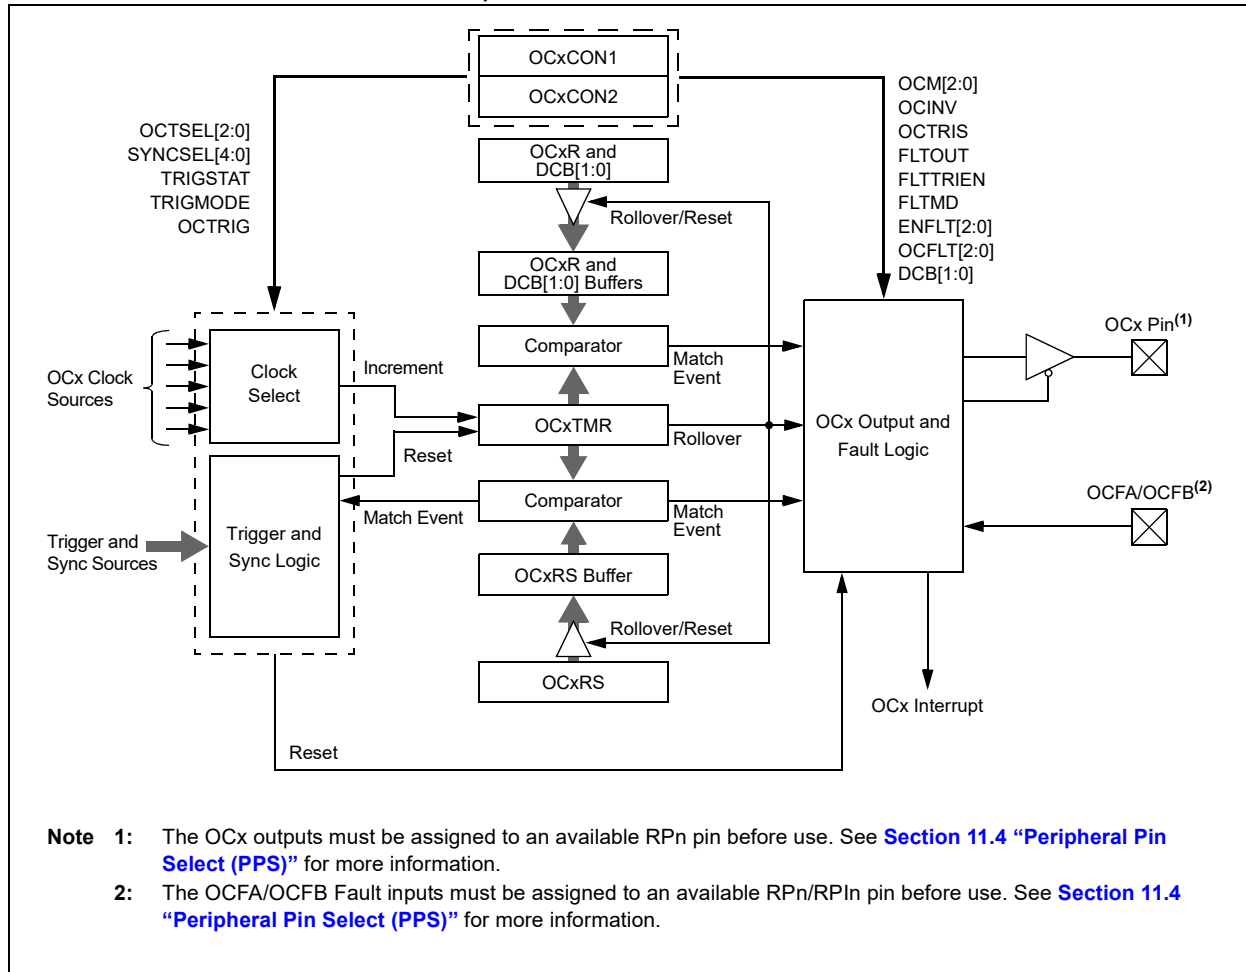 OCxCON1
OCxCON2
OCTSEL[2:0]
SYNCSEL[4:0]
TRIGSTAT
TRIGMODE
OCTRIG
OCM[2:0]
OCINV
OCTRIS
FLTOUT
FLTTRIEN
FLTMD
ENFLT[2:0]
OCFLT[2:0]
DCB[1:0]
OCxR and
DCB[1:0]
Rollover/Reset
OCxR and
DCB[1:0] Buffers
Comparator
Match
Event
OCx Clock
Sources
Clock
Select
Increment
OCxTMR
Rollover
Reset
Comparator
Match Event
Match
Event
Trigger and
Sync Sources
Trigger and
Sync Logic
OCxRS Buffer
Rollover/Reset
OCxRS
OCx Output and
Fault Logic
OCx Pin(1)
OCFA/OCFB(2)
OCx Interrupt
Reset
Note 1: The OCx outputs must be assigned to an available RPn pin before use. See Section 11.4 “Peripheral Pin
Select (PPS)” for more information.
2: The OCFA/OCFB Fault inputs must be assigned to an available RPn/RPIn pin before use. See Section 11.4
“Peripheral Pin Select (PPS)” for more information.